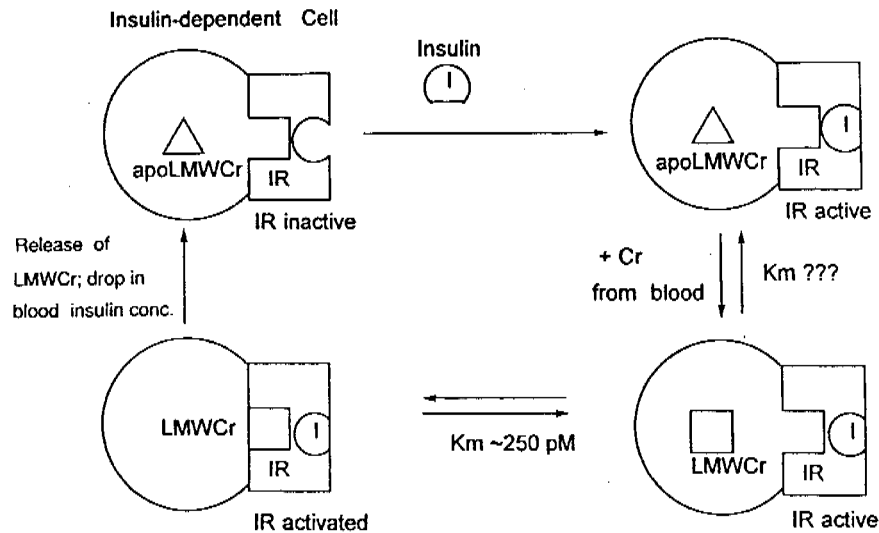 Insulin-dependent Cell
Insulin
I
apoLMWCr
IR
IR inactive
I
apoLMWCr
IR
IR active
Release of
LMWCr; drop in
blood insulin conc.
+ Cr
from blood
Km ???
LMWCr
I
IR
IR activated
Km ~250 pM
I
LMWCr
IR
IR active